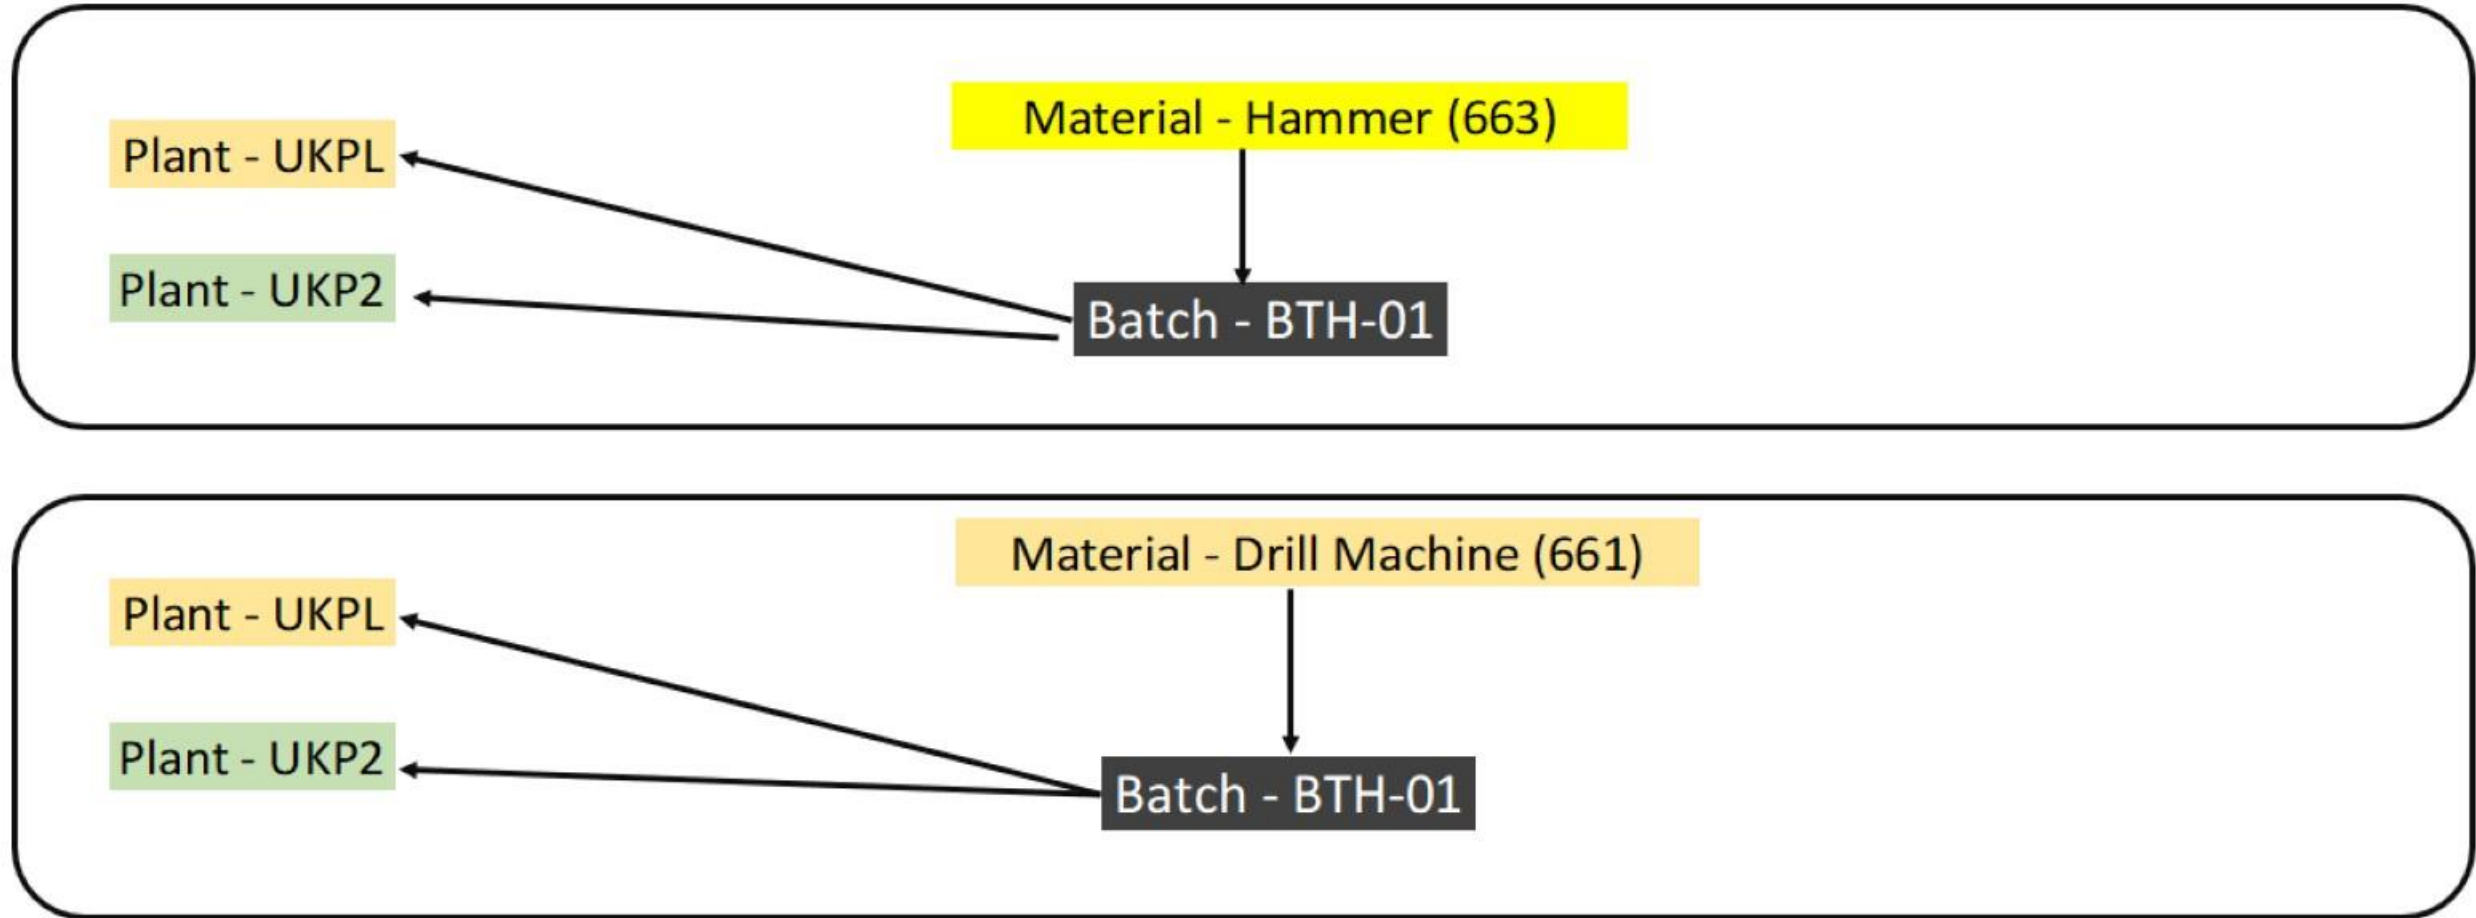 Material - Hammer (663)
Plant - UKPL
Plant - UKP2
Batch - BTH-01
Material - Drill Machine (661)
Plant - UKPL
Plant - UKP2
Batch - BTH-01